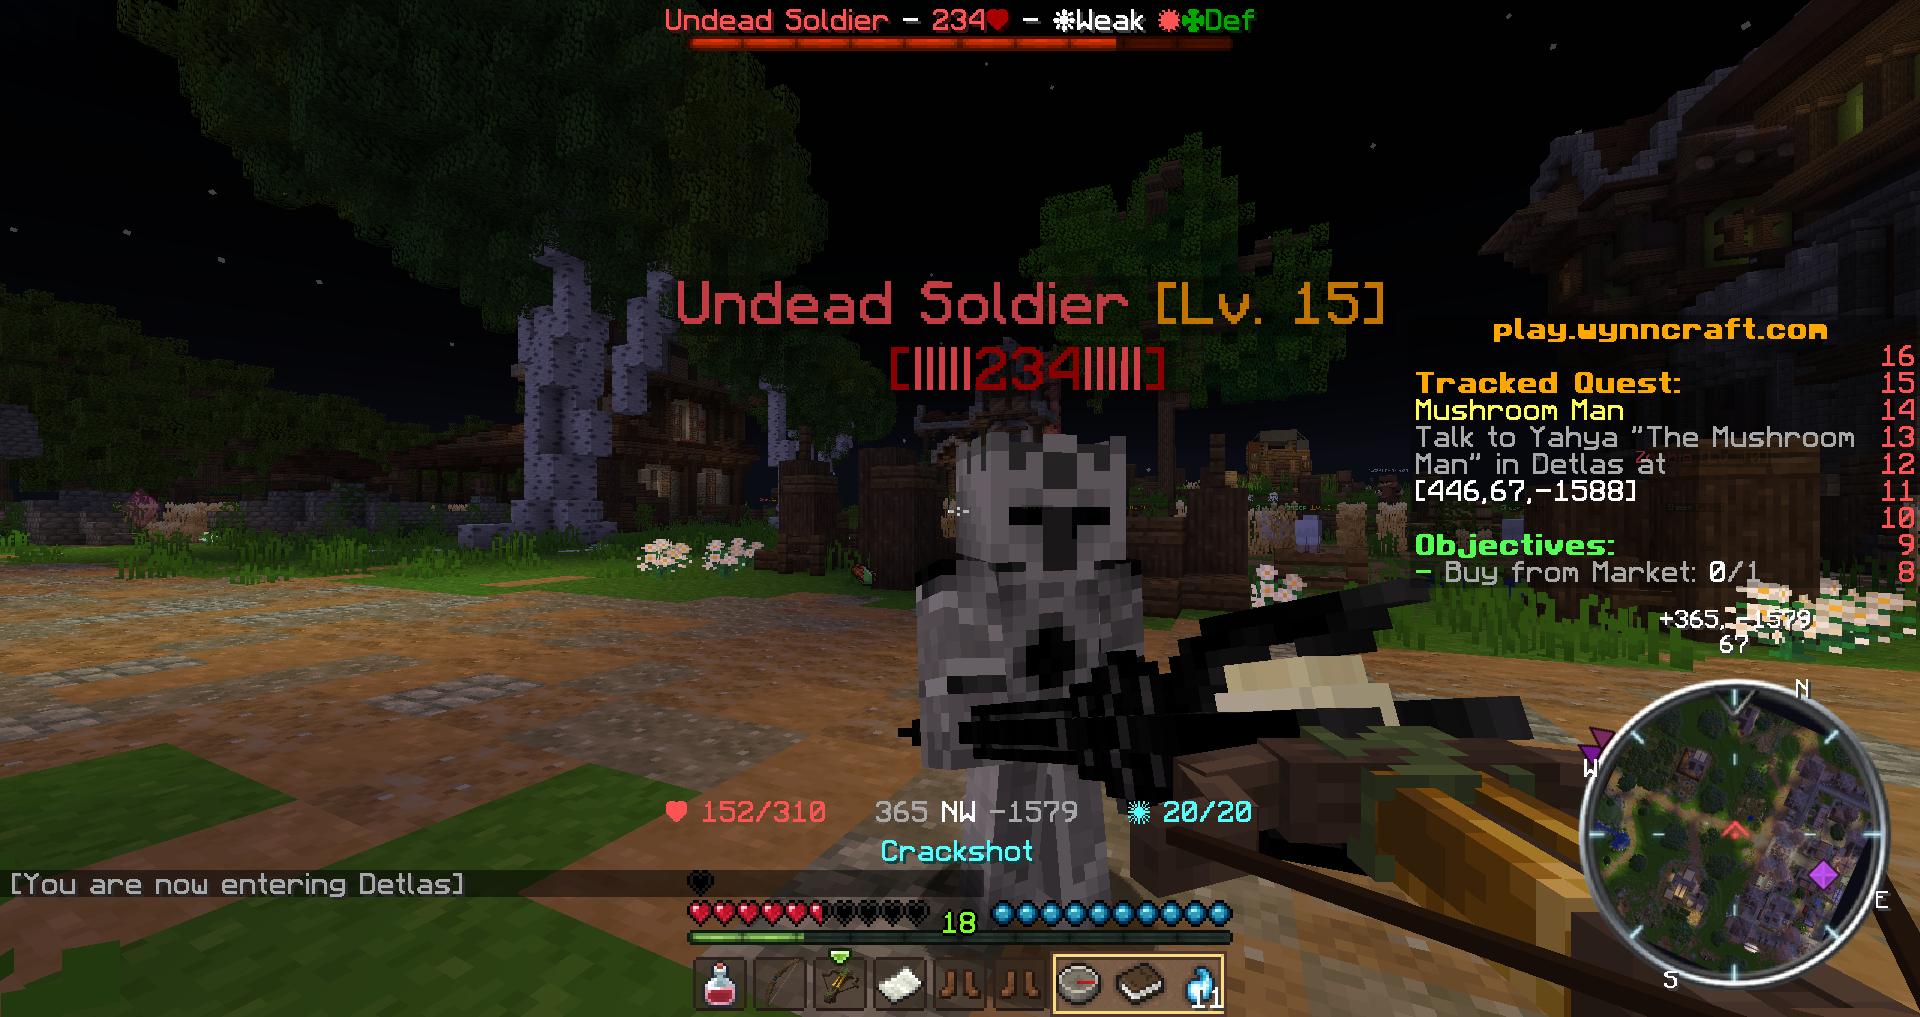 Undead Soldier - 234❤ - ❋Weak ✹✤Def
Undead Soldier [Lv. 15]
[|||||234|||||]
play.wynncraft.com
16
Tracked Quest: 15
Mushroom Man 14
Talk to Yahya "The Mushroom 13
Man" in Detlas at 12
[446,67,-1588] 11
10
Objectives: 9
- Buy from Market: 0/1 8
+365, -1579
67
N
W
E
S
❤ 152/310 365 NW -1579 ✺ 20/20
Crackshot
[You are now entering Detlas]
18
11